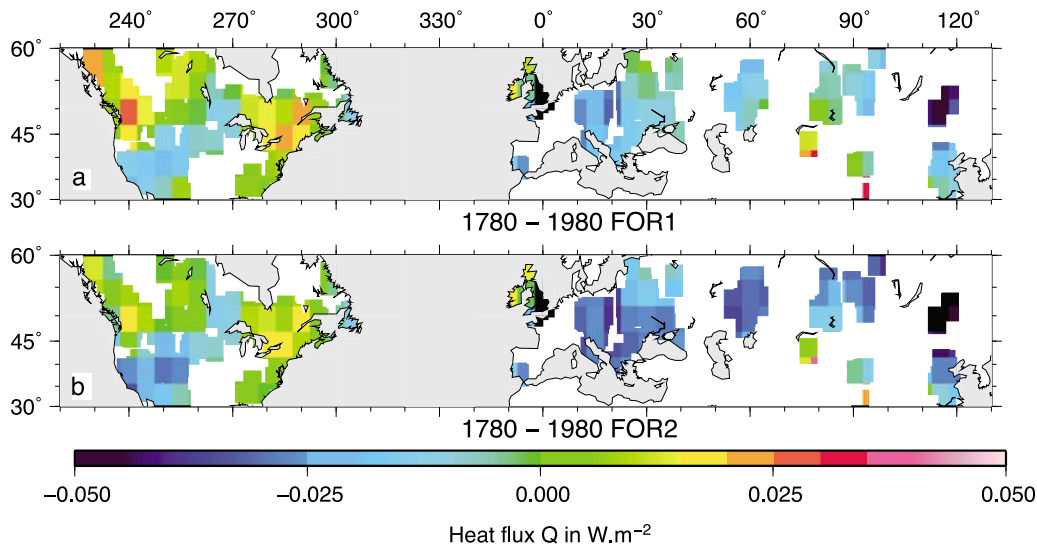 240° 270° 300° 330° 0° 30° 60° 90° 120°
60°
45°
30°
a
1780 – 1980 FOR1
60°
45°
30°
b
1780 – 1980 FOR2
−0.050 −0.025 0.000 0.025 0.050
Heat flux Q in W.m−2